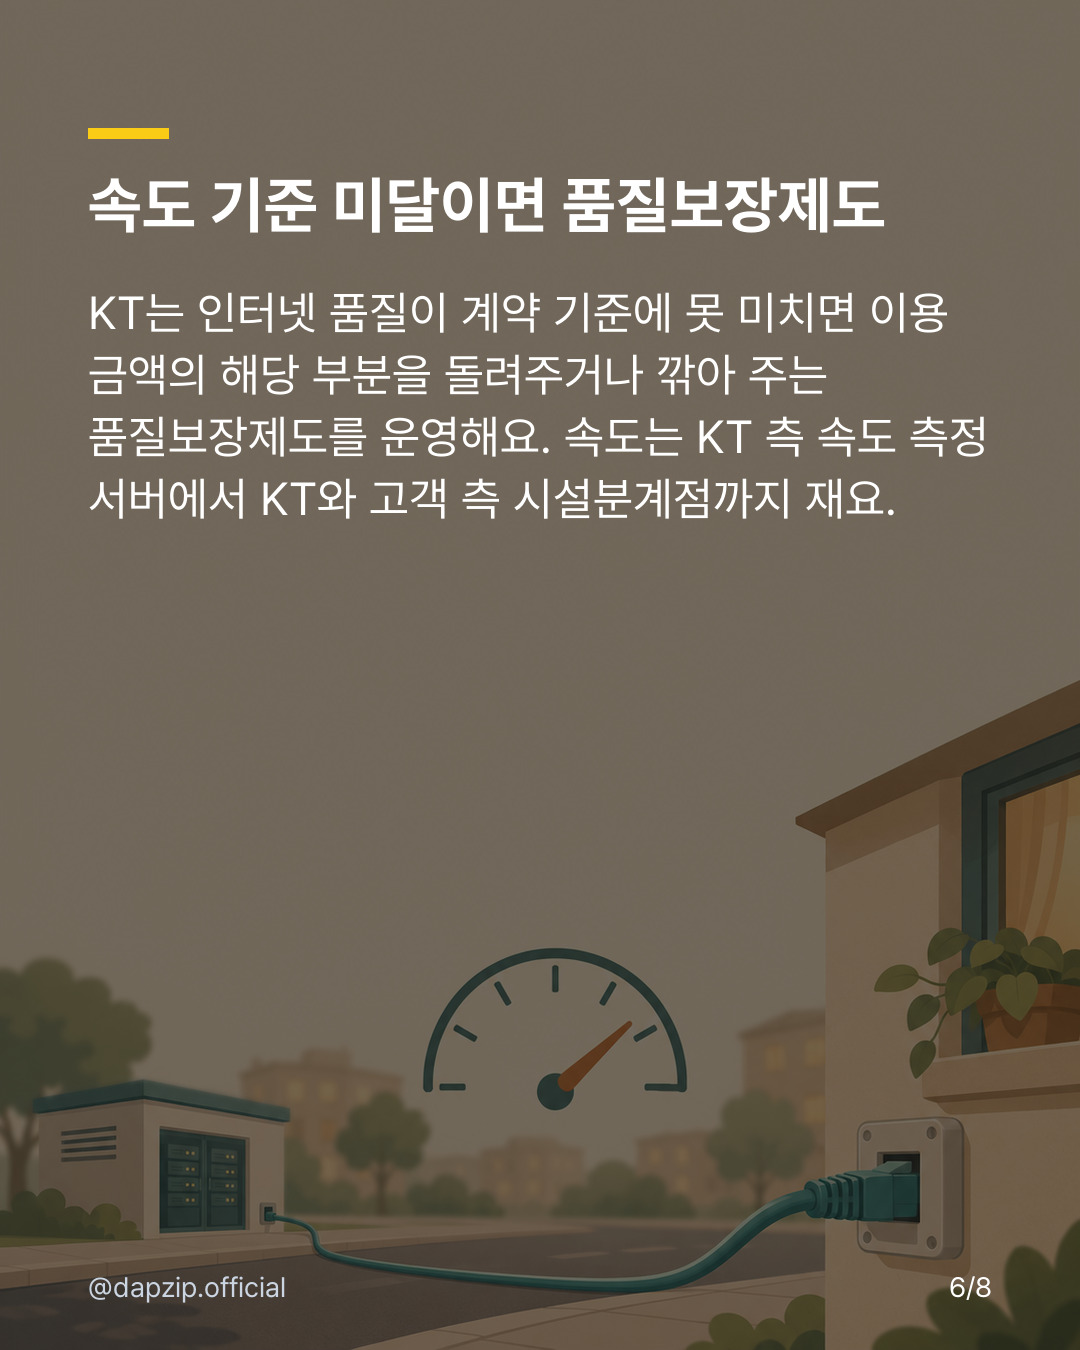 속도 기준 미달이면 품질보장제도
KT는 인터넷 품질이 계약 기준에 못 미치면 이용
금액의 해당 부분을 돌려주거나 깎아 주는
품질보장제도를 운영해요. 속도는 KT 측 속도 측정
서버에서 KT와 고객 측 시설분계점까지 재요.
@dapzip.official
6/8